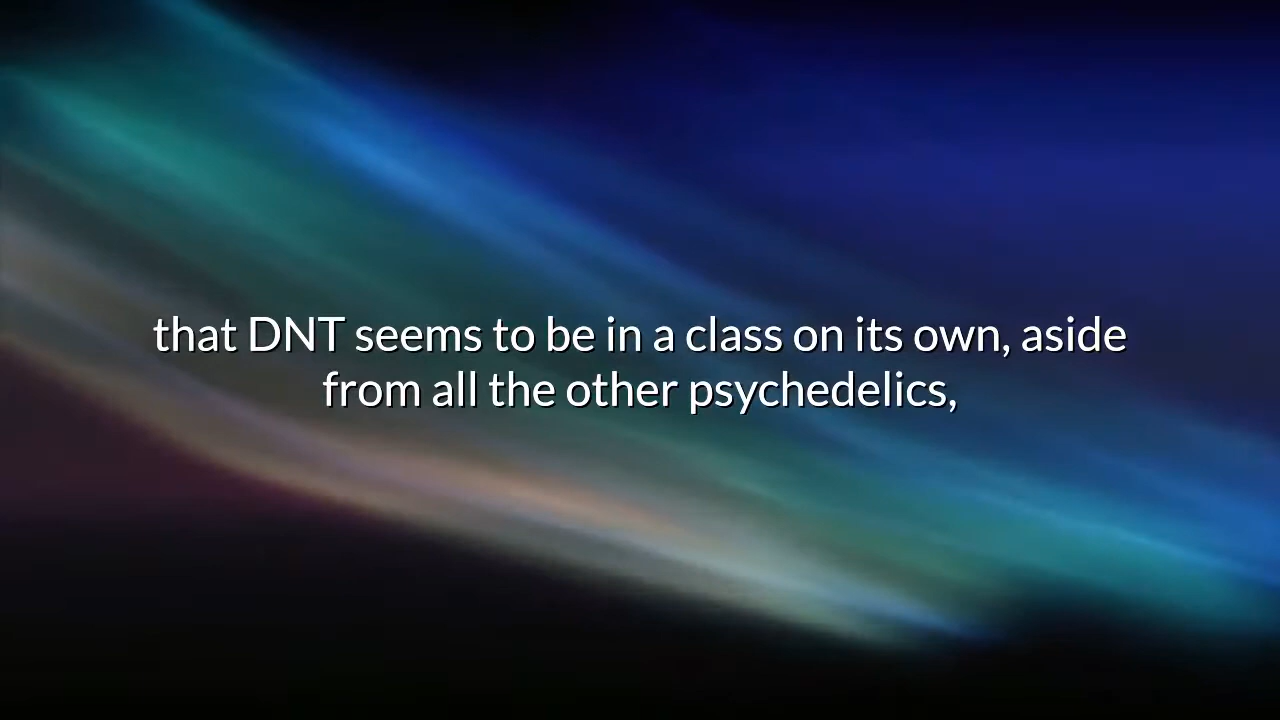 that DNT seems to be in a class on its own, aside
from all the other psychedelics,